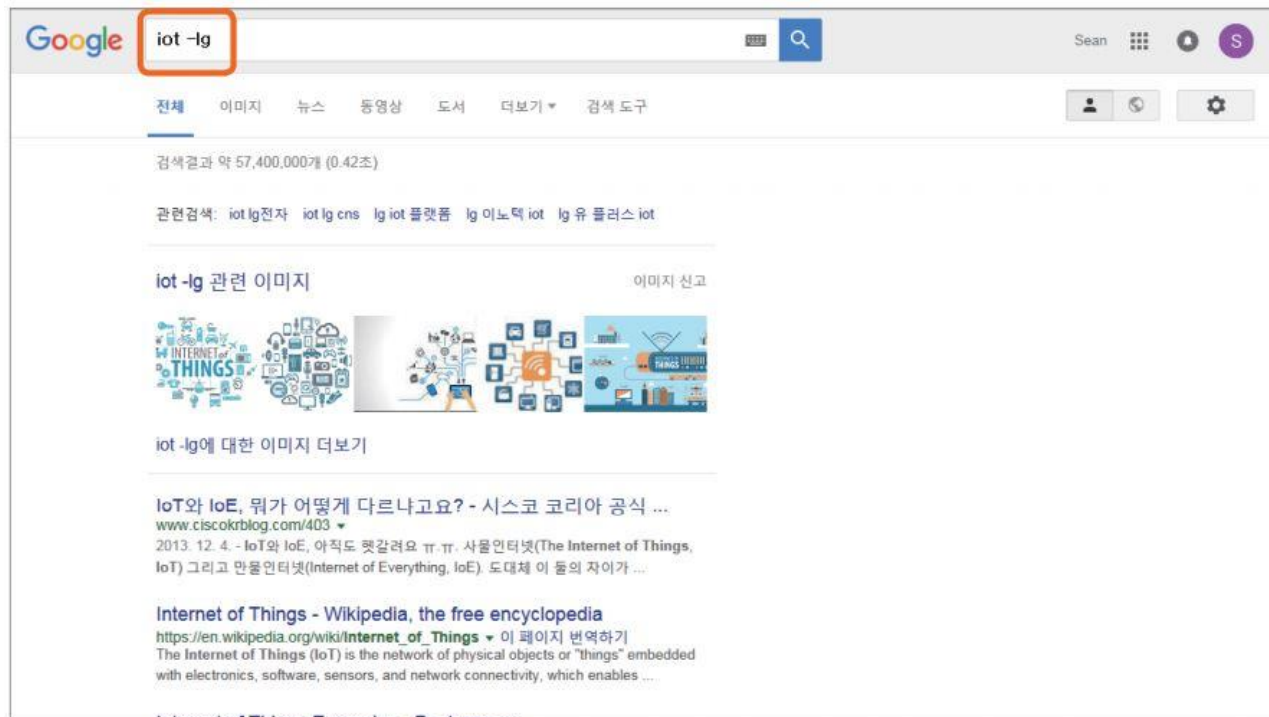 Google
iot -lg
Sean
S
전체 이미지 뉴스 동영상 도서 더보기 검색 도구
검색결과 약 57,400,000개 (0.42초)
관련검색: iot lg전자 iot lg cns lg iot 플랫폼 lg 이노텍 iot lg 유 플러스 iot
iot -lg 관련 이미지
이미지 신고
INTERNET of
THINGS
THINGS
iot -lg에 대한 이미지 더보기
IoT와 IoE, 뭐가 어떻게 다르냐고요? - 시스코 코리아 공식 ...
www.ciscokrblog.com/403
2013. 12. 4. - IoT와 IoE, 아직도 헷갈려요 ㅠ.ㅠ. 사물인터넷(The Internet of Things,
IoT) 그리고 만물인터넷(Internet of Everything, IoE). 도대체 이 둘의 차이가 ...
Internet of Things - Wikipedia, the free encyclopedia
https://en.wikipedia.org/wiki/Internet_of_Things 이 페이지 번역하기
The Internet of Things (IoT) is the network of physical objects or "things" embedded
with electronics, software, sensors, and network connectivity, which enables ...